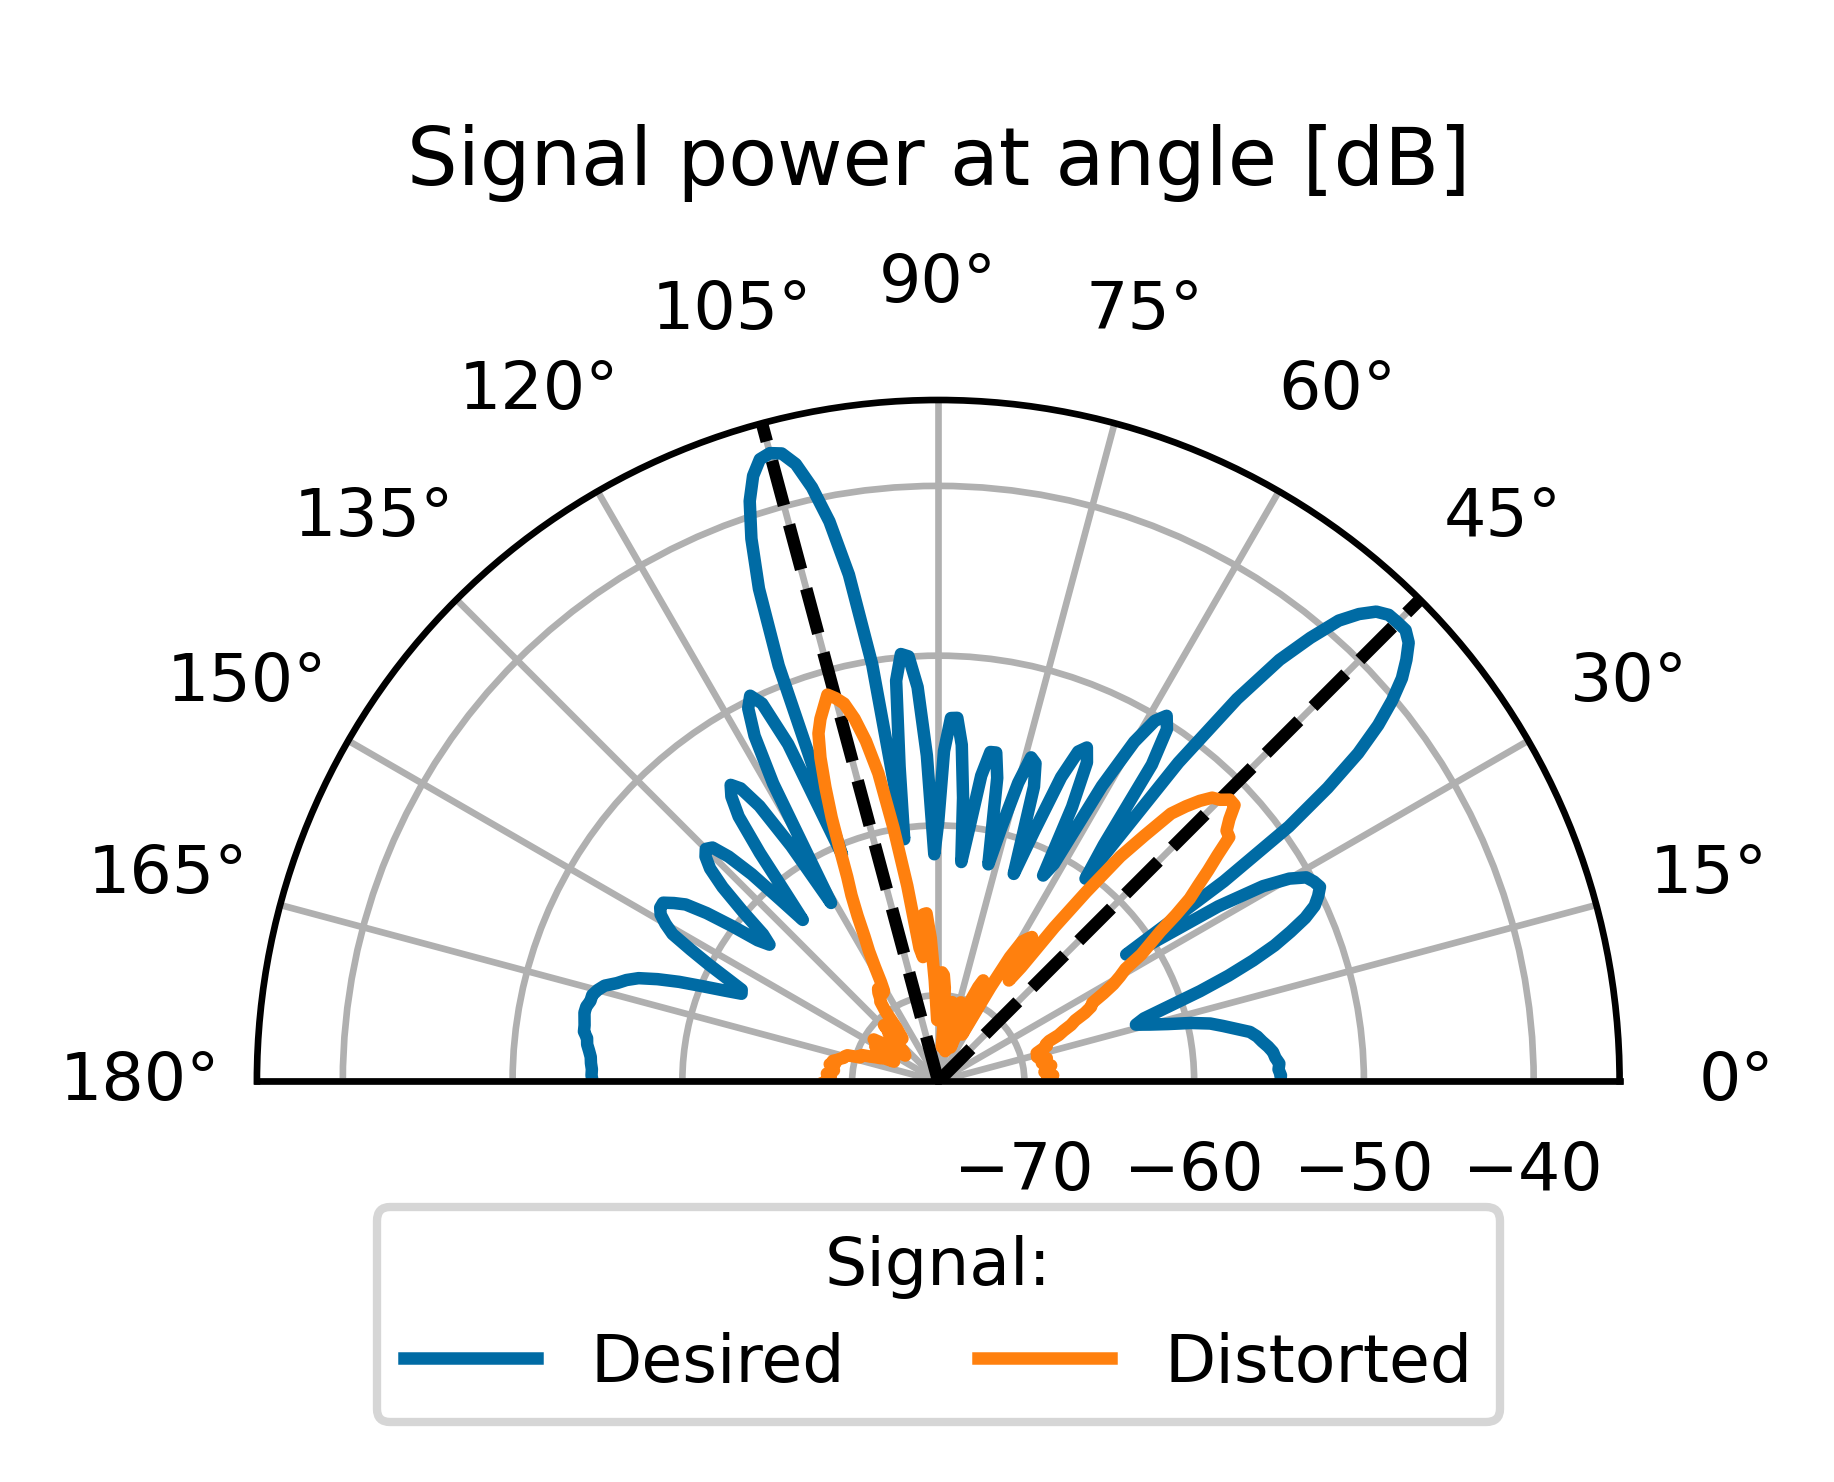 Signal power at angle [dB]
90°
105° 75°
120° 60°
135° 45°
150° 30°
165° 15°
180° 0°
−70 −60 −50 −40
Signal:
Desired Distorted